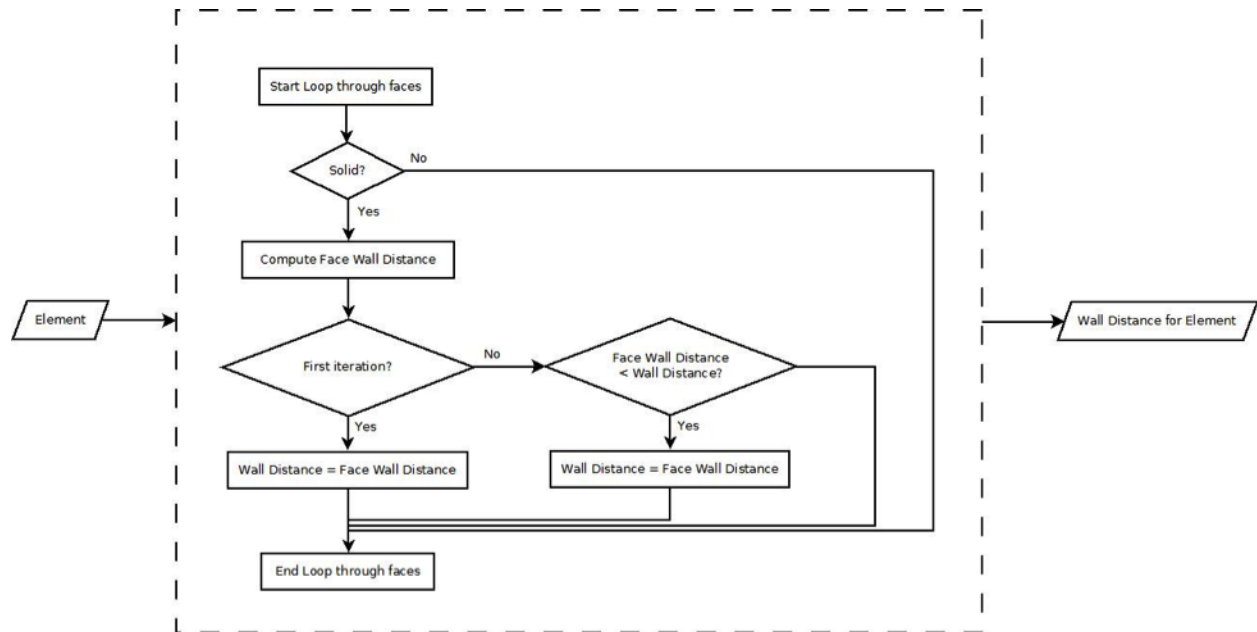 Start Loop through faces
Solid?
No
Yes
Compute Face Wall Distance
Element
Wall Distance for Element
First iteration?
No
Face Wall Distance
< Wall Distance?
Yes
Yes
Wall Distance = Face Wall Distance
Wall Distance = Face Wall Distance
End Loop through faces